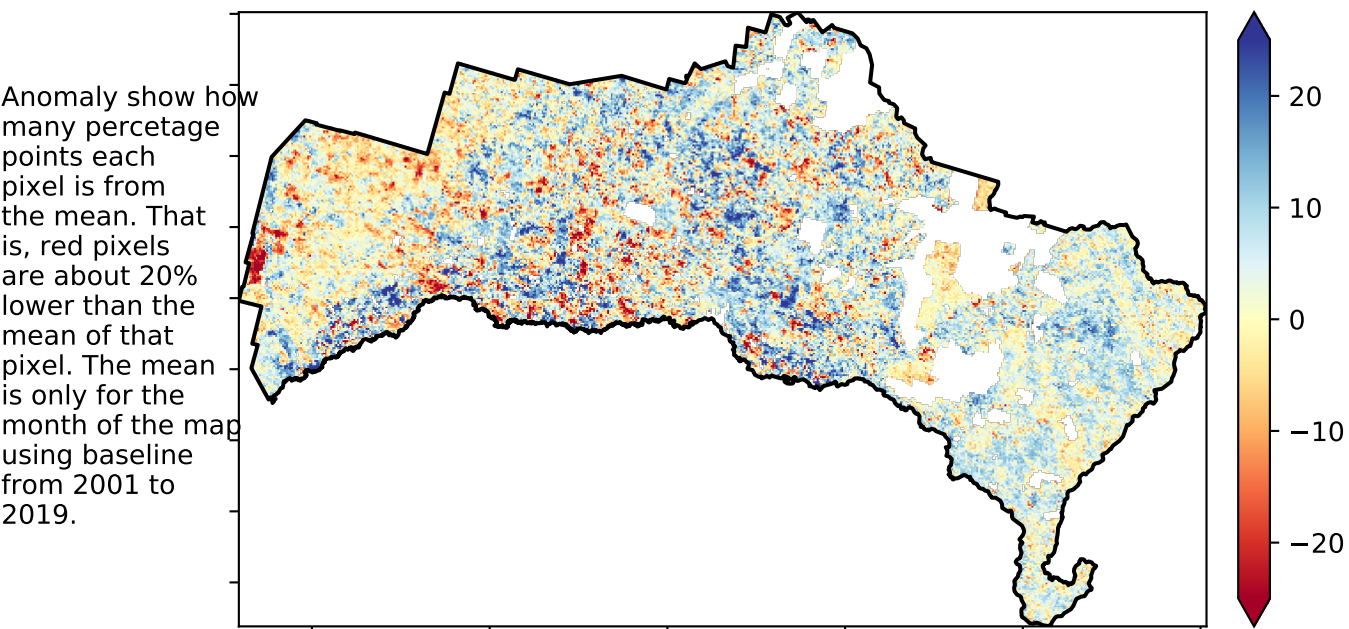 Anomaly show how
many percetage
points each
pixel is from
the mean. That
is, red pixels
are about 20%
lower than the
mean of that
pixel. The mean
is only for the
month of the map
using baseline
from 2001 to
2019.
20
10
0
−10
−20